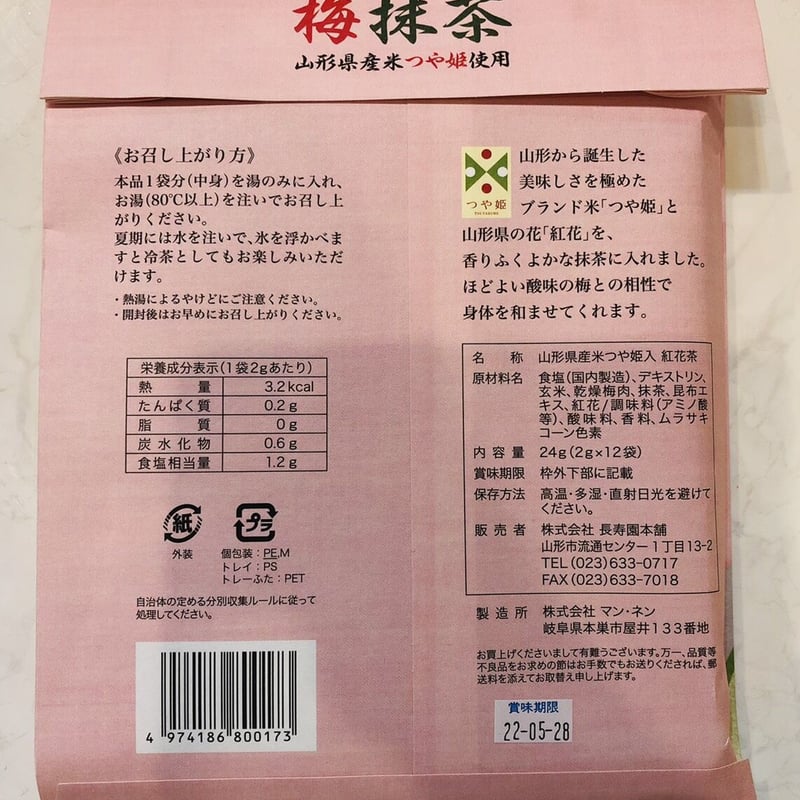 梅抹茶
山形県産米つや姫使用
《お召し上がり方》
本品1袋分(中身)を湯のみに入れ、
お湯(80℃以上)を注いでお召し上
がりください。
夏期には水を注いで、氷を浮かべま
すと冷茶としてもお楽しみいただ
けます。
・熱湯によるやけどにご注意ください。
・開封後はお早めにお召し上がりください。
栄養成分表示(1袋2gあたり)
熱量 3.2kcal
たんぱく質 0.2g
脂質 0g
炭水化物 0.6g
食塩相当量 1.2g
紙
外装
プラ
個包装:PE,M
トレイ:PS
トレーふた:PET
自治体の定める分別収集ルールに従って
処理してください。
4 974186 800173
つや姫
TSUYAHIME
山形から誕生した
美味しさを極めた
ブランド米「つや姫」と
山形県の花「紅花」を、
香りふくよかな抹茶に入れました。
ほどよい酸味の梅との相性で
身体を和ませてくれます。
名称 山形県産米つや姫入 紅花茶
原材料名 食塩(国内製造)、デキストリン、
玄米、乾燥梅肉、抹茶、昆布エ
キス、紅花/調味料(アミノ酸
等)、酸味料、香料、ムラサキ
コーン色素
内容量 24g(2g×12袋)
賞味期限 枠外下部に記載
保存方法 高温・多湿・直射日光を避けて
ください。
販売者 株式会社 長寿園本舗
山形市流通センター1丁目13-2
TEL(023)633-0717
FAX(023)633-7018
製造所 株式会社 マン・ネン
岐阜県本巣市屋井133番地
お買上げくださいまして有難うございます。万一、品質等
不良品をお求めの節はお手数でもお送りくだされば、郵
送料を添えてお取替え申し上げます。
賞味期限
22-05-28